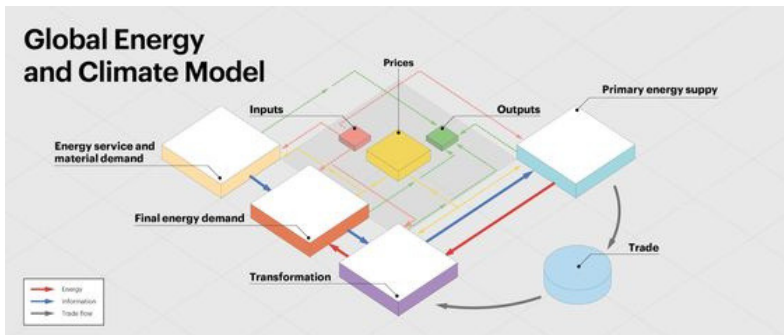 Global Energy
and Climate Model
Prices
Inputs
Outputs
Primary energy suppy
Energy service and
material demand
Final energy demand
Trade
Transformation
Energy
Information
Trade flow